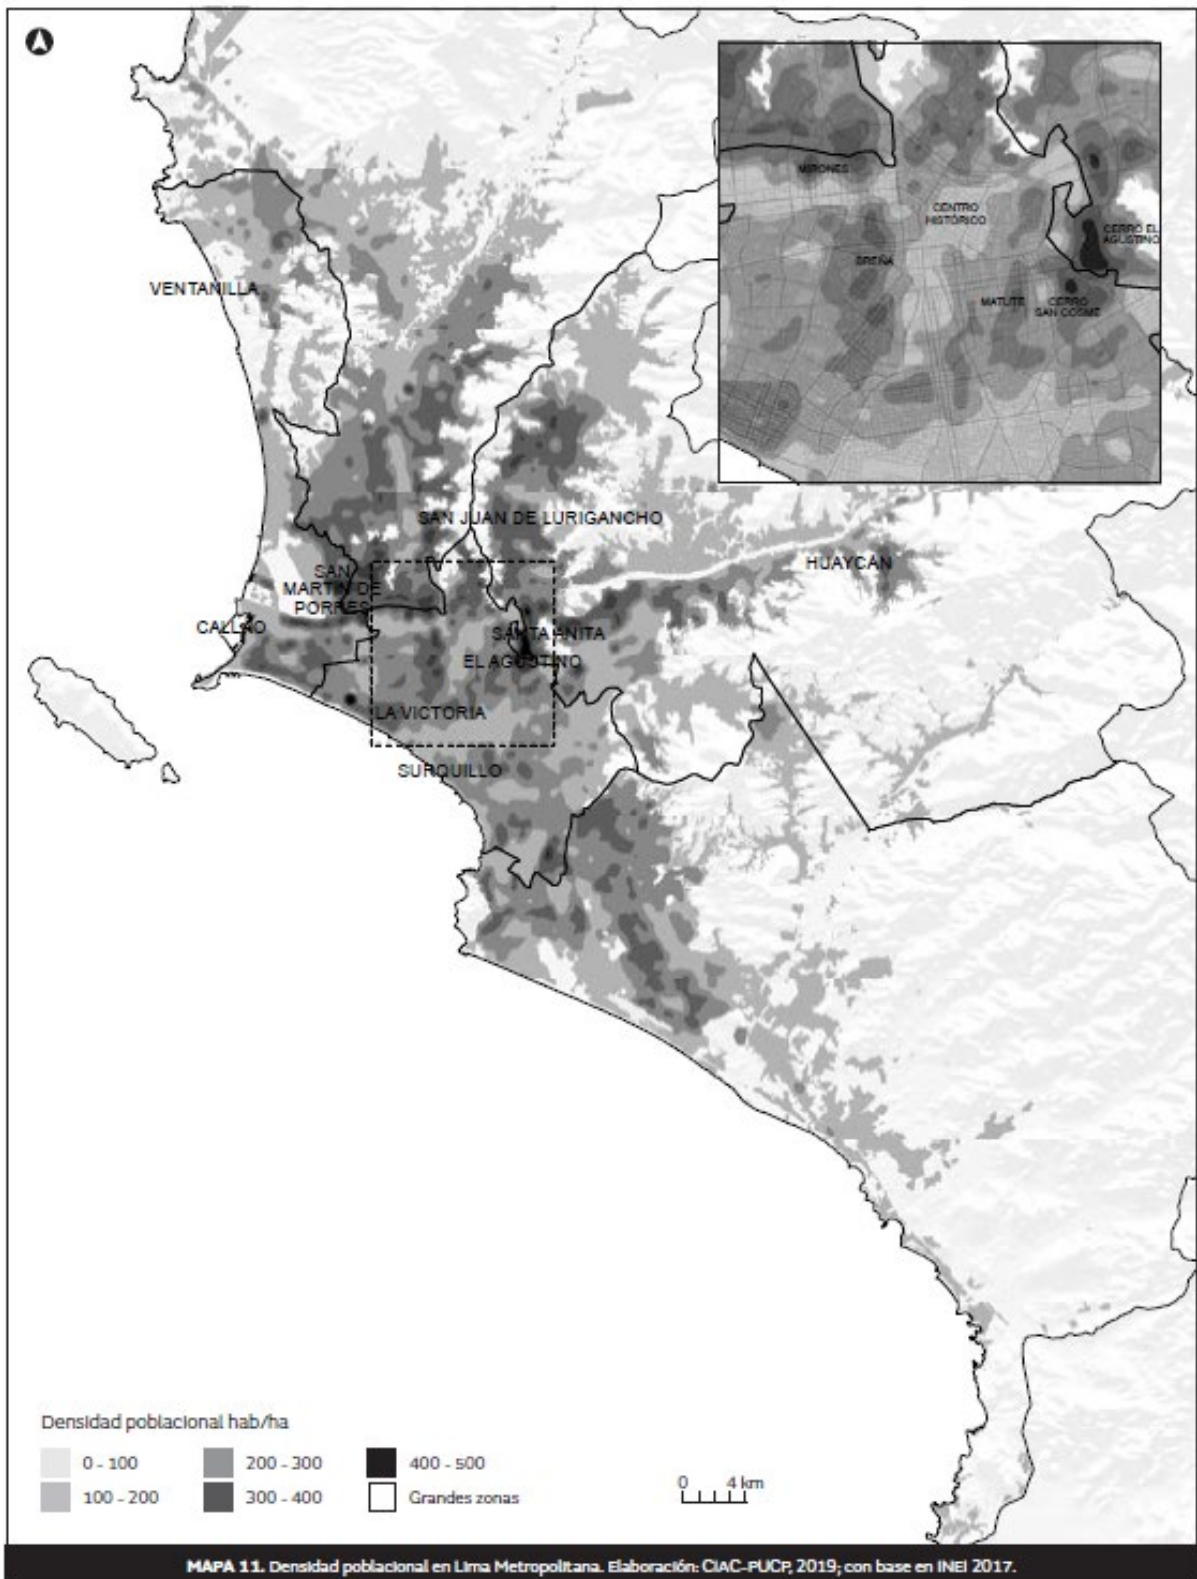 MIRONES
CENTRO
HISTÓRICO
CERRO EL
AGUSTINO
BREÑA
MATUTE
CERRO
SAN COSME
VENTANILLA
SAN JUAN DE LURIGANCHO
HUAYCÁN
SAN
MARTÍN DE
PORRES
CALLAO
SANTA ANITA
EL AGUSTINO
LA VICTORIA
SURQUILLO
Densidad poblacional hab/ha
0 - 100
200 - 300
400 - 500
100 - 200
300 - 400
Grandes zonas
0 4 km
MAPA 11. Densidad poblacional en Lima Metropolitana. Elaboración: CIAC-PUCP, 2019; con base en INEI 2017.